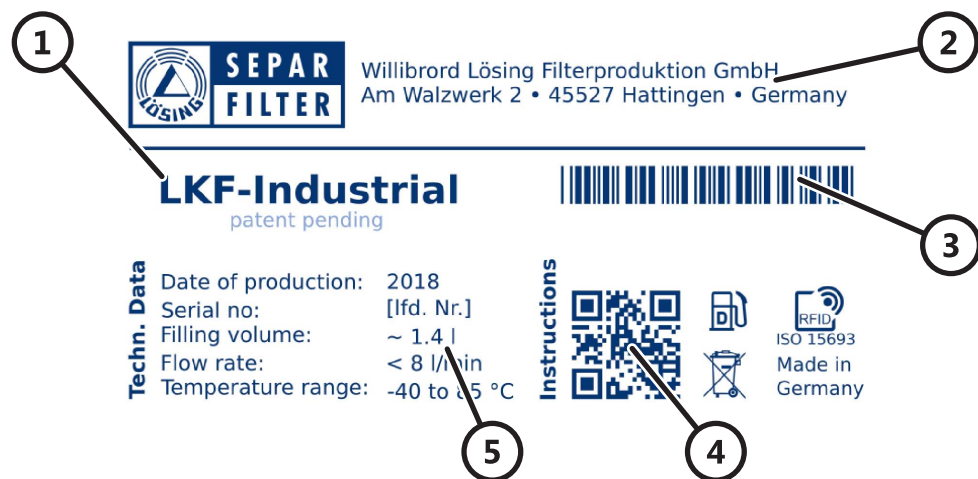 1
2
SEPAR
FILTER
LÖSING
Willibrord Lösing Filterproduktion GmbH
Am Walzwerk 2 • 45527 Hattingen • Germany
LKF-Industrial
patent pending
3
Techn. Data
Date of production: 2018
Serial no: [lfd. Nr.]
Filling volume: ~ 1.4 l
Flow rate: < 8 l/min
Temperature range: -40 to 85 °C
Instructions
D
RFID
ISO 15693
Made in
Germany
5
4